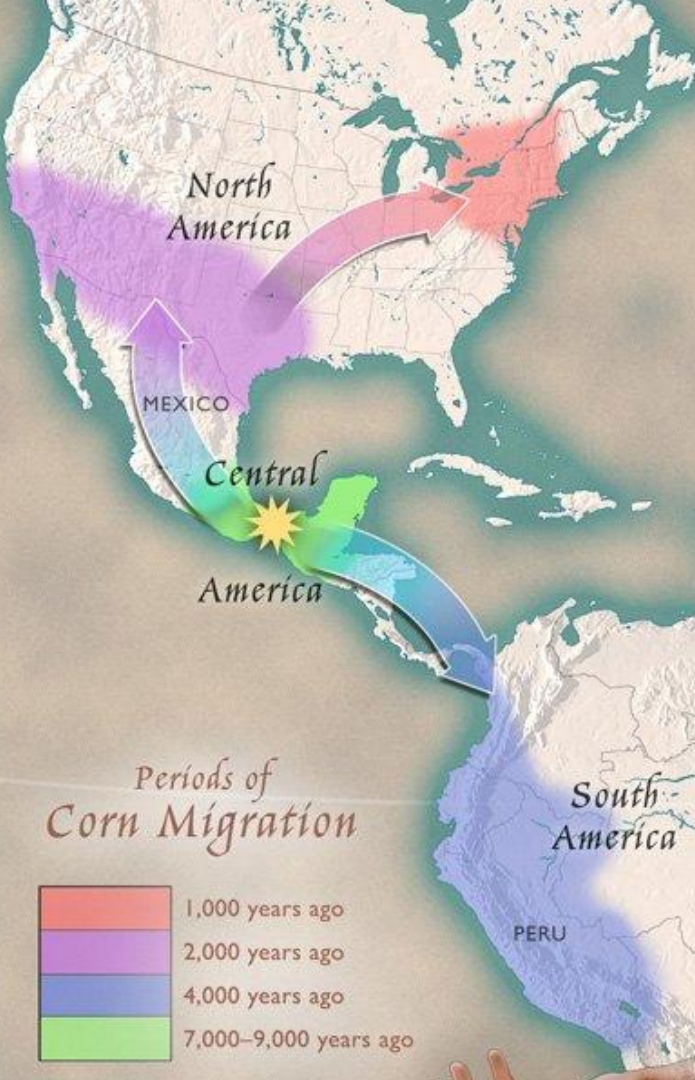 North
America
MEXICO
Central
America
South
America
PERU
Periods of
Corn Migration
1,000 years ago
2,000 years ago
4,000 years ago
7,000–9,000 years ago